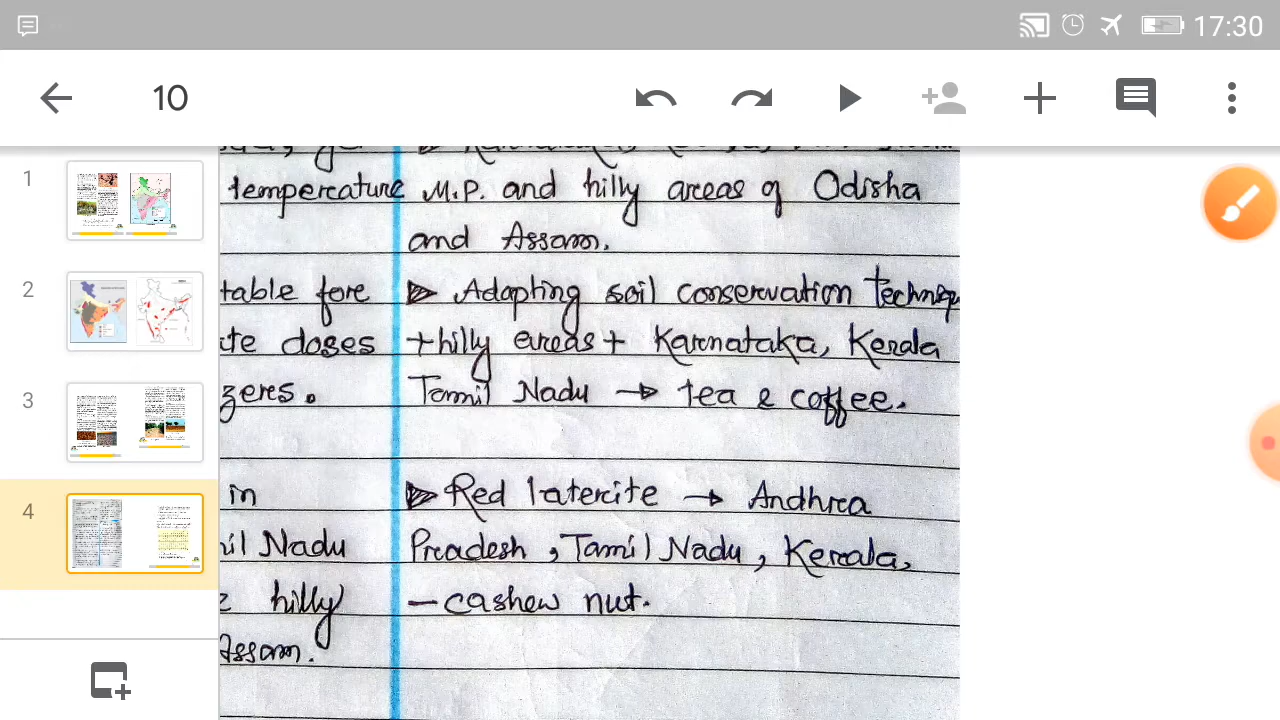 17:30
10
1
2
3
4
temperature M.P. and hilly areas of Odisha
and Assam.
table fore ▷ Adopting soil conservation techniq
te doses +hilly areas+ Karnataka, Kerala
zeres. Tamil Nadu → tea & coffee.
in ▷ Red laterite → Andhra
il Nadu Pradesh, Tamil Nadu, Kerala,
hilly — cashew nut.
Assam.